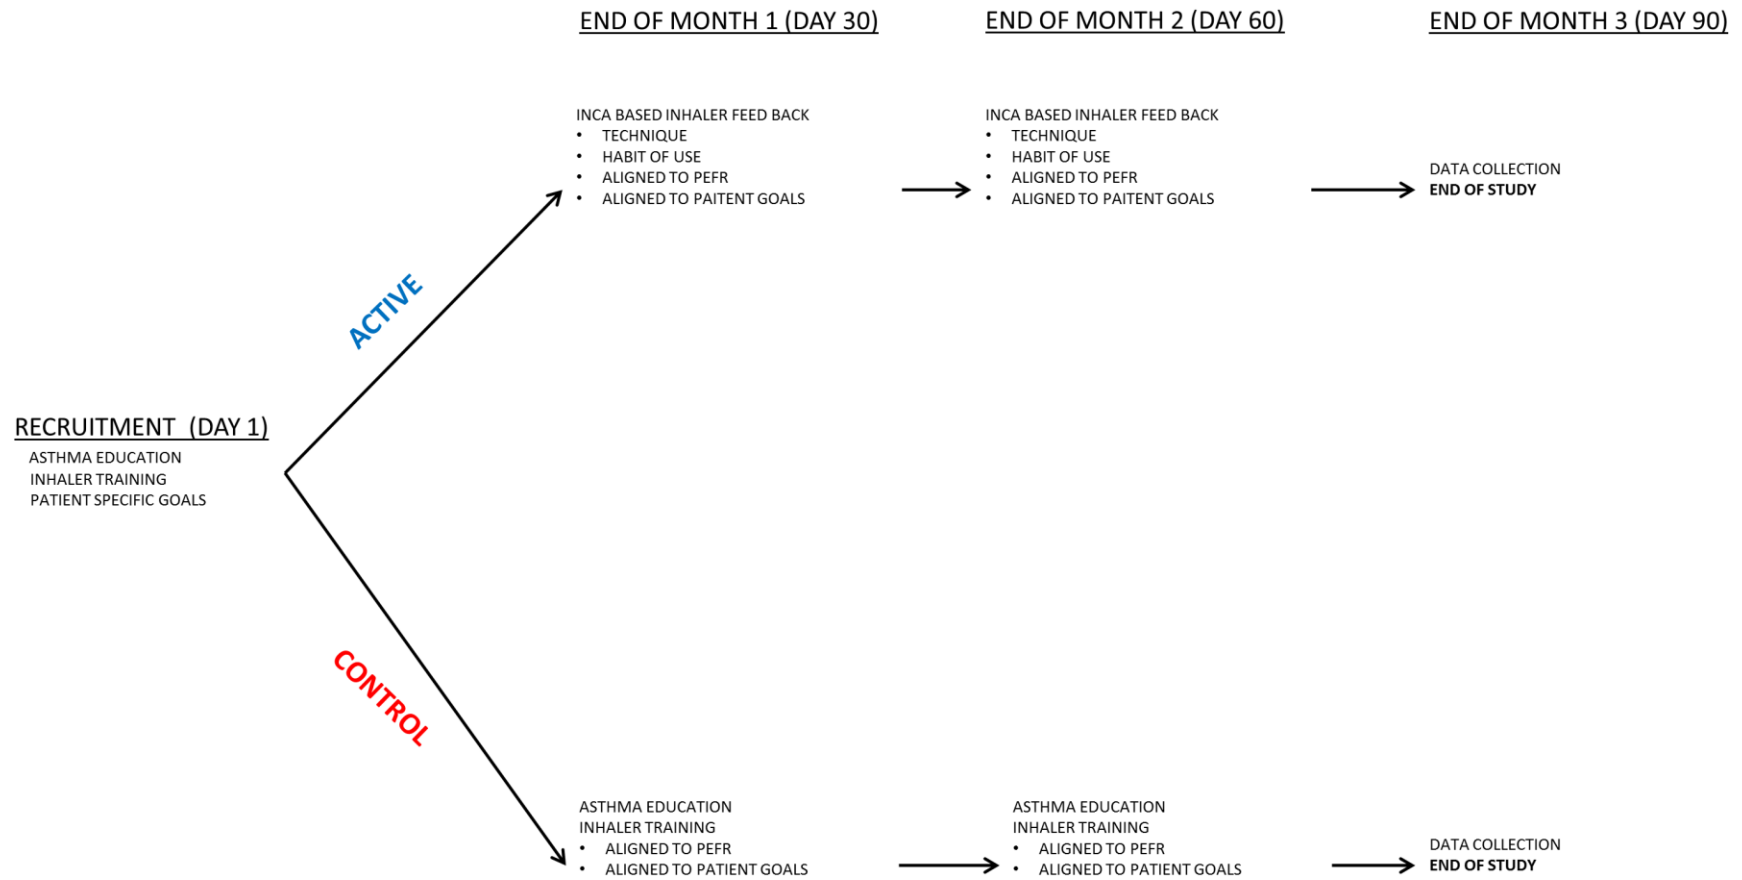 END OF MONTH 1 (DAY 30)
END OF MONTH 2 (DAY 60)
END OF MONTH 3 (DAY 90)
INCA BASED INHALER FEED BACK
• TECHNIQUE
• HABIT OF USE
• ALIGNED TO PEFR
• ALIGNED TO PAITENT GOALS
INCA BASED INHALER FEED BACK
• TECHNIQUE
• HABIT OF USE
• ALIGNED TO PEFR
• ALIGNED TO PAITENT GOALS
DATA COLLECTION
END OF STUDY
ACTIVE
RECRUITMENT (DAY 1)
ASTHMA EDUCATION
INHALER TRAINING
PATIENT SPECIFIC GOALS
CONTROL
ASTHMA EDUCATION
INHALER TRAINING
• ALIGNED TO PEFR
• ALIGNED TO PATIENT GOALS
ASTHMA EDUCATION
INHALER TRAINING
• ALIGNED TO PEFR
• ALIGNED TO PATIENT GOALS
DATA COLLECTION
END OF STUDY